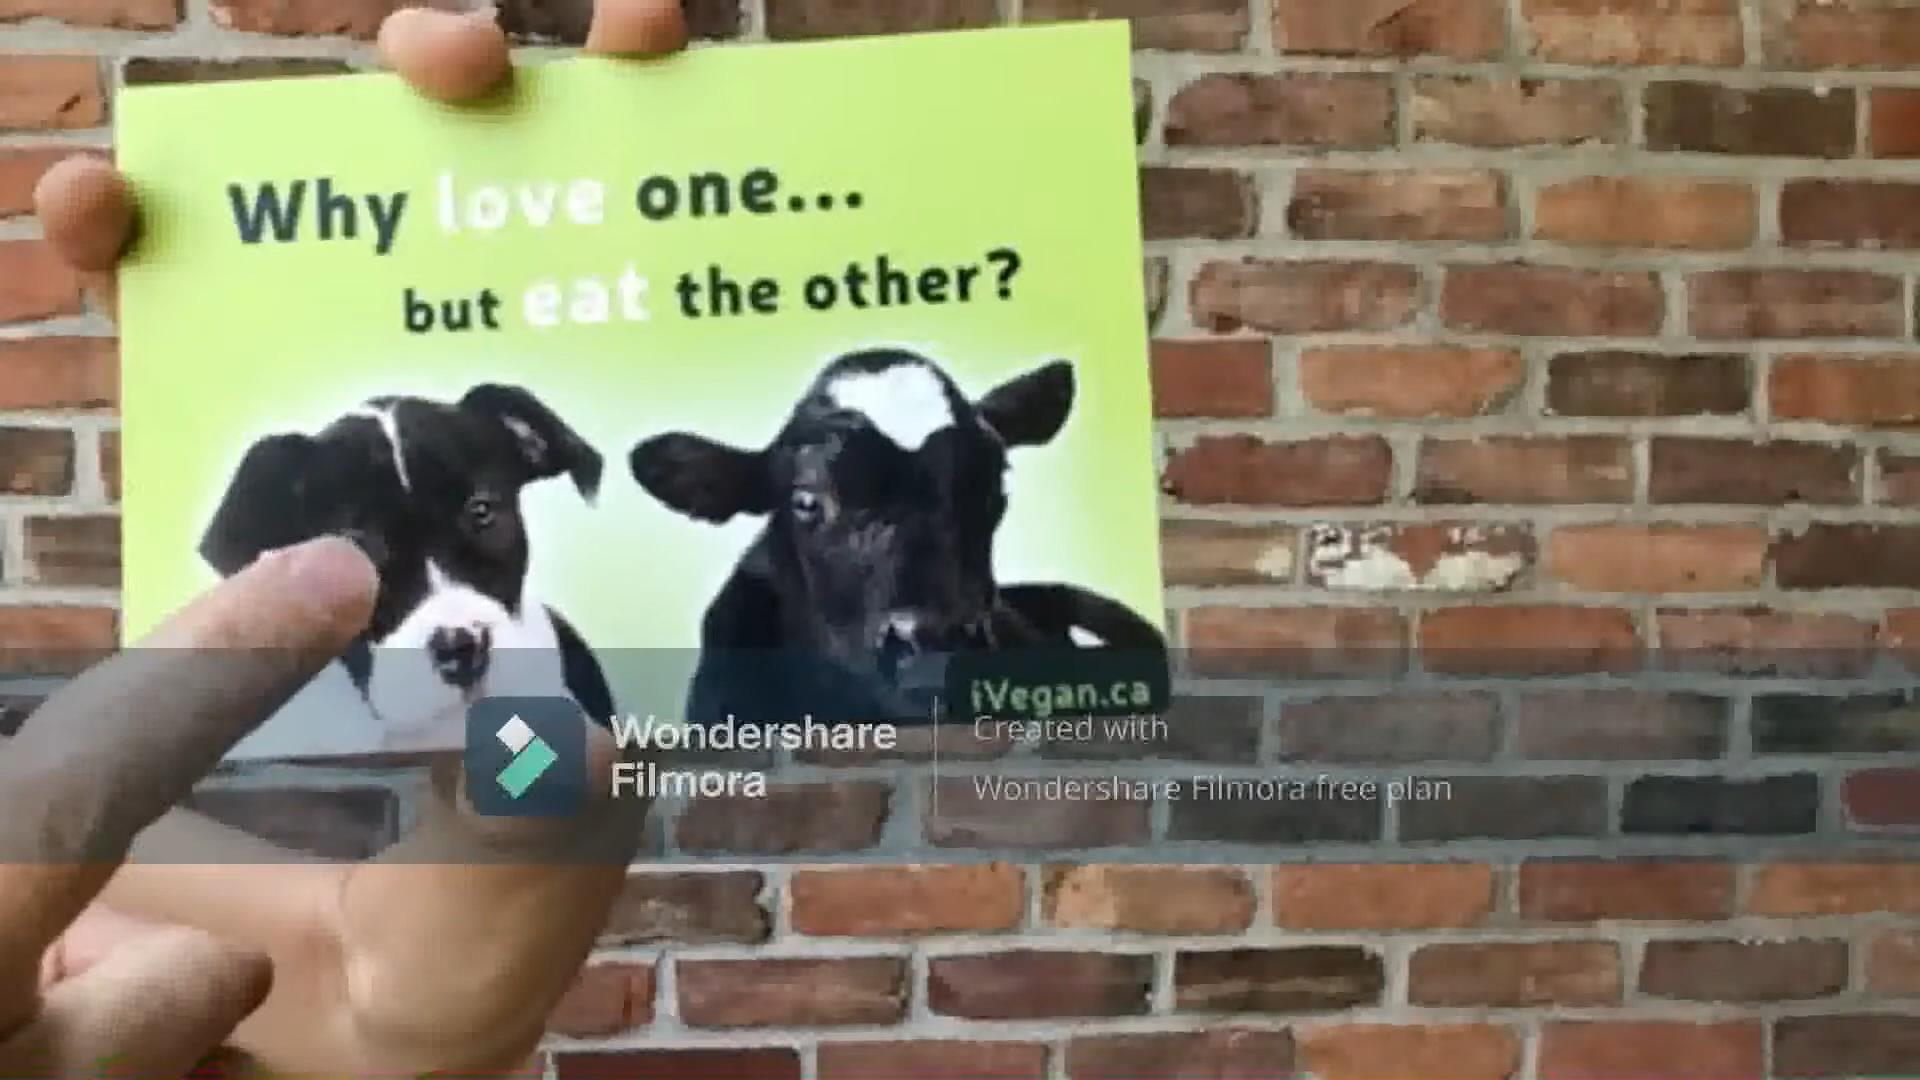 Why love one...
but eat the other?
iVegan.ca
Wondershare
Filmora
Created with
Wondershare Filmora free plan